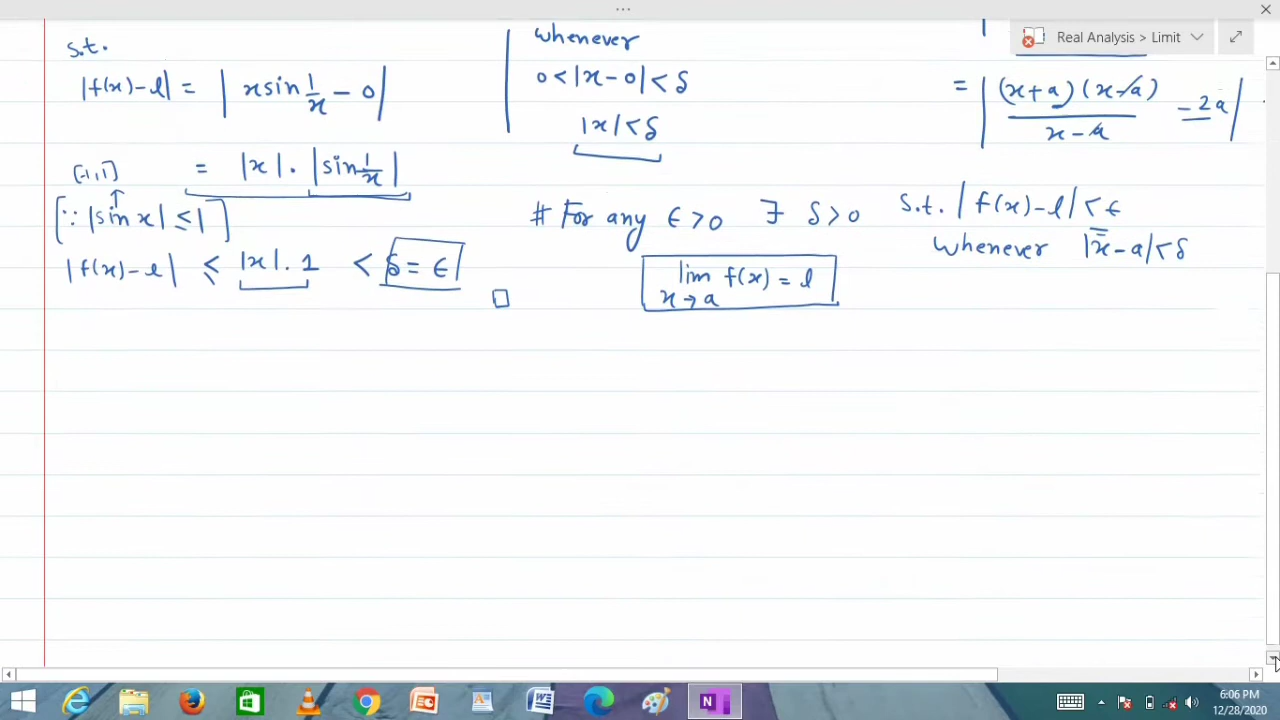 Real Analysis > Limit
s.t.
|f(x)-l| = | x sin 1/x - 0 |
= |x| . |sin 1/x|
[-1,1]
[∵ |sin x| ≤ 1]
|f(x)-l| ≤ |x| . 1 < δ = ϵ
□
whenever
0 < |x-0| < δ
|x| < δ
= | (x+a)(x-a) / x-a - 2a |
# For any ϵ > 0 ∃ δ > 0 s.t. | f(x)-l | < ϵ
whenever |x-a| < δ
lim x→a f(x) = l
6:06 PM
12/28/2020